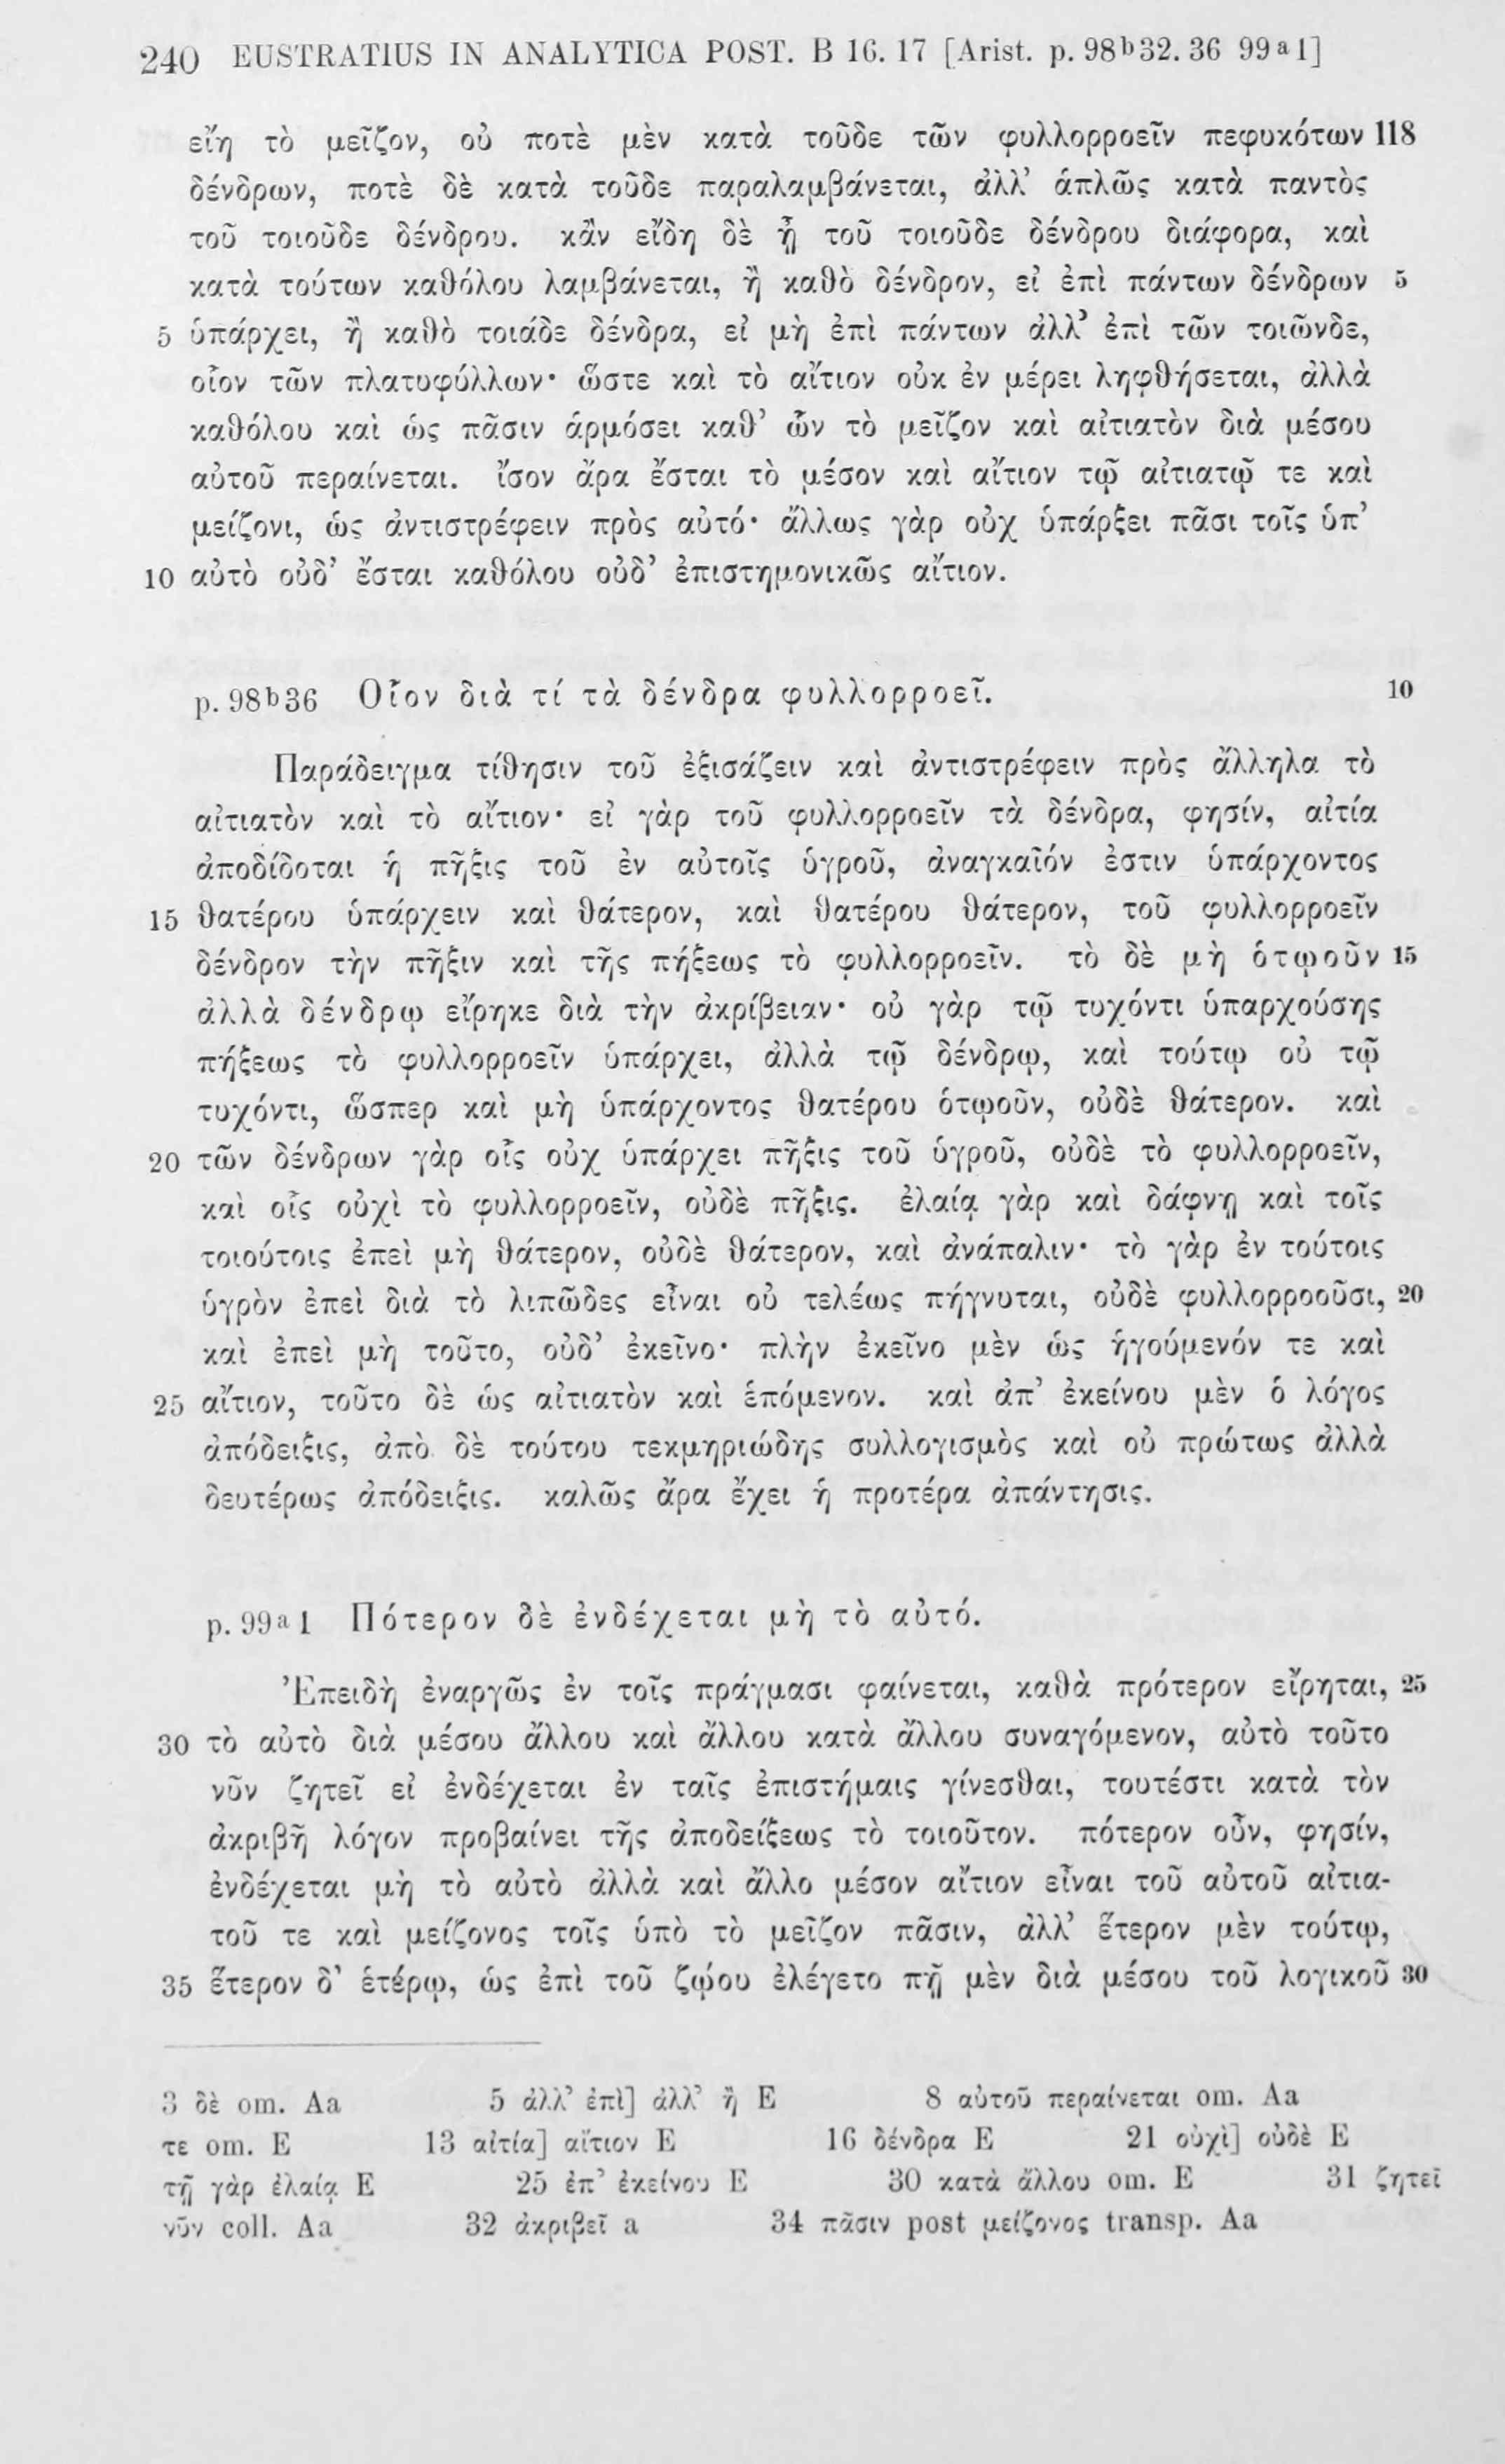 240 EUSTRATIUS IN ANALYTICA POST. B 16. 17 [Arist. p. 98b32. 36 99a1]
εἴη τὸ μεῖζον, οὐ ποτὲ μὲν κατὰ τοῦδε τῶν φυλλορροεῖν πεφυκότων 118
δένδρων, ποτὲ δὲ κατὰ τοῦδε παραλαμβάνεται, ἀλλ’ ἁπλῶς κατὰ παντὸς
τοῦ τοιοῦδε δένδρου. κἂν εἴδη δὲ ᾖ τοῦ τοιοῦδε δένδρου διάφορα, καὶ
κατὰ τούτων καθόλου λαμβάνεται, ἢ καθὸ δένδρον, εἰ ἐπὶ πάντων δένδρων 5
5 ὑπάρχει, ἢ καθὸ τοιάδε δένδρα, εἰ μὴ ἐπὶ πάντων ἀλλ’ ἐπὶ τῶν τοιῶνδε,
οἷον τῶν πλατυφύλλων· ὥστε καὶ τὸ αἴτιον οὐκ ἐν μέρει ληφθήσεται, ἀλλὰ
καθόλου καὶ ὡς πᾶσιν ἁρμόσει καθ’ ὧν τὸ μεῖζον καὶ αἰτιατὸν διὰ μέσου
αὐτοῦ περαίνεται. ἴσον ἄρα ἔσται τὸ μέσον καὶ αἴτιον τῷ αἰτιατῷ τε καὶ
μείζονι, ὡς ἀντιστρέφειν πρὸς αὐτό· ἄλλως γὰρ οὐχ ὑπάρξει πᾶσι τοῖς ὑπ’
10 αὐτὸ οὐδ’ ἔσται καθόλου οὐδ’ ἐπιστημονικῶς αἴτιον.
p. 98b36 Οἷον διὰ τί τὰ δένδρα φυλλορροεῖ. 10
Παράδειγμα τίθησιν τοῦ ἐξισάζειν καὶ ἀντιστρέφειν πρὸς ἄλληλα τὸ
αἰτιατὸν καὶ τὸ αἴτιον· εἰ γὰρ τοῦ φυλλορροεῖν τὰ δένδρα, φησίν, αἰτία
ἀποδίδοται ἡ πῆξις τοῦ ἐν αὐτοῖς ὑγροῦ, ἀναγκαῖόν ἐστιν ὑπάρχοντος
15 θατέρου ὑπάρχειν καὶ θάτερον, καὶ θατέρου θάτερον, τοῦ φυλλορροεῖν
δένδρον τὴν πῆξιν καὶ τῆς πήξεως τὸ φυλλορροεῖν. τὸ δὲ μὴ ὁτῳοῦν 15
ἀλλὰ δένδρῳ εἴρηκε διὰ τὴν ἀκρίβειαν· οὐ γὰρ τῷ τυχόντι ὑπαρχούσης
πήξεως τὸ φυλλορροεῖν ὑπάρχει, ἀλλὰ τῷ δένδρῳ, καὶ τούτῳ οὐ τῷ
τυχόντι, ὥσπερ καὶ μὴ ὑπάρχοντος θατέρου ὁτῳοῦν, οὐδὲ θάτερον. καὶ
20 τῶν δένδρων γὰρ οἷς οὐχ ὑπάρχει πῆξις τοῦ ὑγροῦ, οὐδὲ τὸ φυλλορροεῖν,
καὶ οἷς οὐχὶ τὸ φυλλορροεῖν, οὐδὲ πῆξις. ἐλαίᾳ γὰρ καὶ δάφνῃ καὶ τοῖς
τοιούτοις ἐπεὶ μὴ θάτερον, οὐδὲ θάτερον, καὶ ἀνάπαλιν· τὸ γὰρ ἐν τούτοις
ὑγρὸν ἐπεὶ διὰ τὸ λιπῶδες εἶναι οὐ τελέως πήγνυται, οὐδὲ φυλλορροοῦσι, 20
καὶ ἐπεὶ μὴ τοῦτο, οὐδ’ ἐκεῖνο· πλὴν ἐκεῖνο μὲν ὡς ἡγούμενόν τε καὶ
25 αἴτιον, τοῦτο δὲ ὡς αἰτιατὸν καὶ ἑπόμενον. καὶ ἀπ’ ἐκείνου μὲν ὁ λόγος
ἀπόδειξις, ἀπὸ δὲ τούτου τεκμηριώδης συλλογισμὸς καὶ οὐ πρώτως ἀλλὰ
δευτέρως ἀπόδειξις. καλῶς ἄρα ἔχει ἡ προτέρα ἀπάντησις.
p. 99a1 Πότερον δὲ ἐνδέχεται μὴ τὸ αὐτό.
Ἐπειδὴ ἐναργῶς ἐν τοῖς πράγμασι φαίνεται, καθὰ πρότερον εἴρηται, 25
30 τὸ αὐτὸ διὰ μέσου ἄλλου καὶ ἄλλου κατὰ ἄλλου συναγόμενον, αὐτὸ τοῦτο
νῦν ζητεῖ εἰ ἐνδέχεται ἐν ταῖς ἐπιστήμαις γίνεσθαι, τουτέστι κατὰ τὸν
ἀκριβῆ λόγον προβαίνει τῆς ἀποδείξεως τὸ τοιοῦτον. πότερον οὖν, φησίν,
ἐνδέχεται μὴ τὸ αὐτὸ ἀλλὰ καὶ ἄλλο μέσον αἴτιον εἶναι τοῦ αὐτοῦ αἰτια-
τοῦ τε καὶ μείζονος τοῖς ὑπὸ τὸ μεῖζον πᾶσιν, ἀλλ’ ἕτερον μὲν τούτῳ,
35 ἕτερον δ’ ἑτέρῳ, ὡς ἐπὶ τοῦ ζῴου ἐλέγετο πῇ μὲν διὰ μέσου τοῦ λογικοῦ 30
3 δὲ om. Aa 5 ἀλλ’ ἐπὶ] ἀλλ’ ἢ E 8 αὐτοῦ περαίνεται om. Aa
τε om. E 13 αἰτία] αἴτιον E 16 δένδρα E 21 οὐχὶ] οὐδὲ E
τῇ γὰρ ἐλαίᾳ E 25 ἐπ’ ἐκείνου E 30 κατὰ ἄλλου om. E 31 ζητεῖ
νῦν coll. Aa 32 ἀκριβεῖ a 34 πᾶσιν post μείζονος transp. Aa